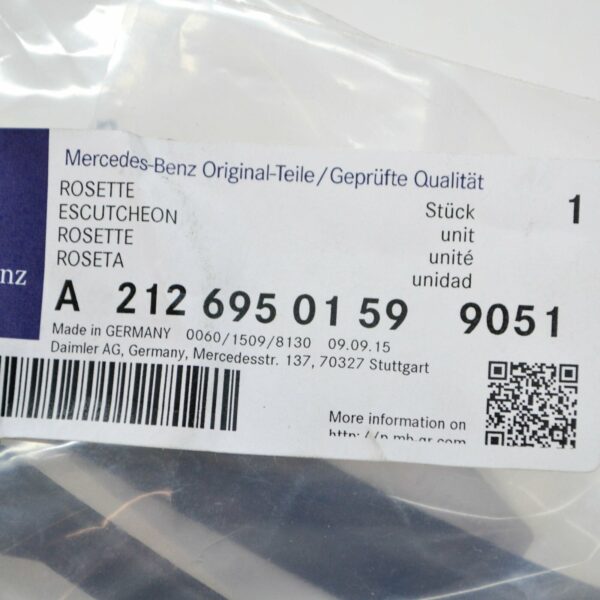 Mercedes-Benz Original-Teile/Geprüfte Qualität
ROSETTE
ESCUTCHEON
ROSETTE
ROSETA
Stück 1
unit
unité
unidad
nz
A 212 695 01 59 9051
Made in GERMANY 0060/1509/8130 09.09.15
Daimler AG, Germany, Mercedesstr. 137, 70327 Stuttgart
More information on